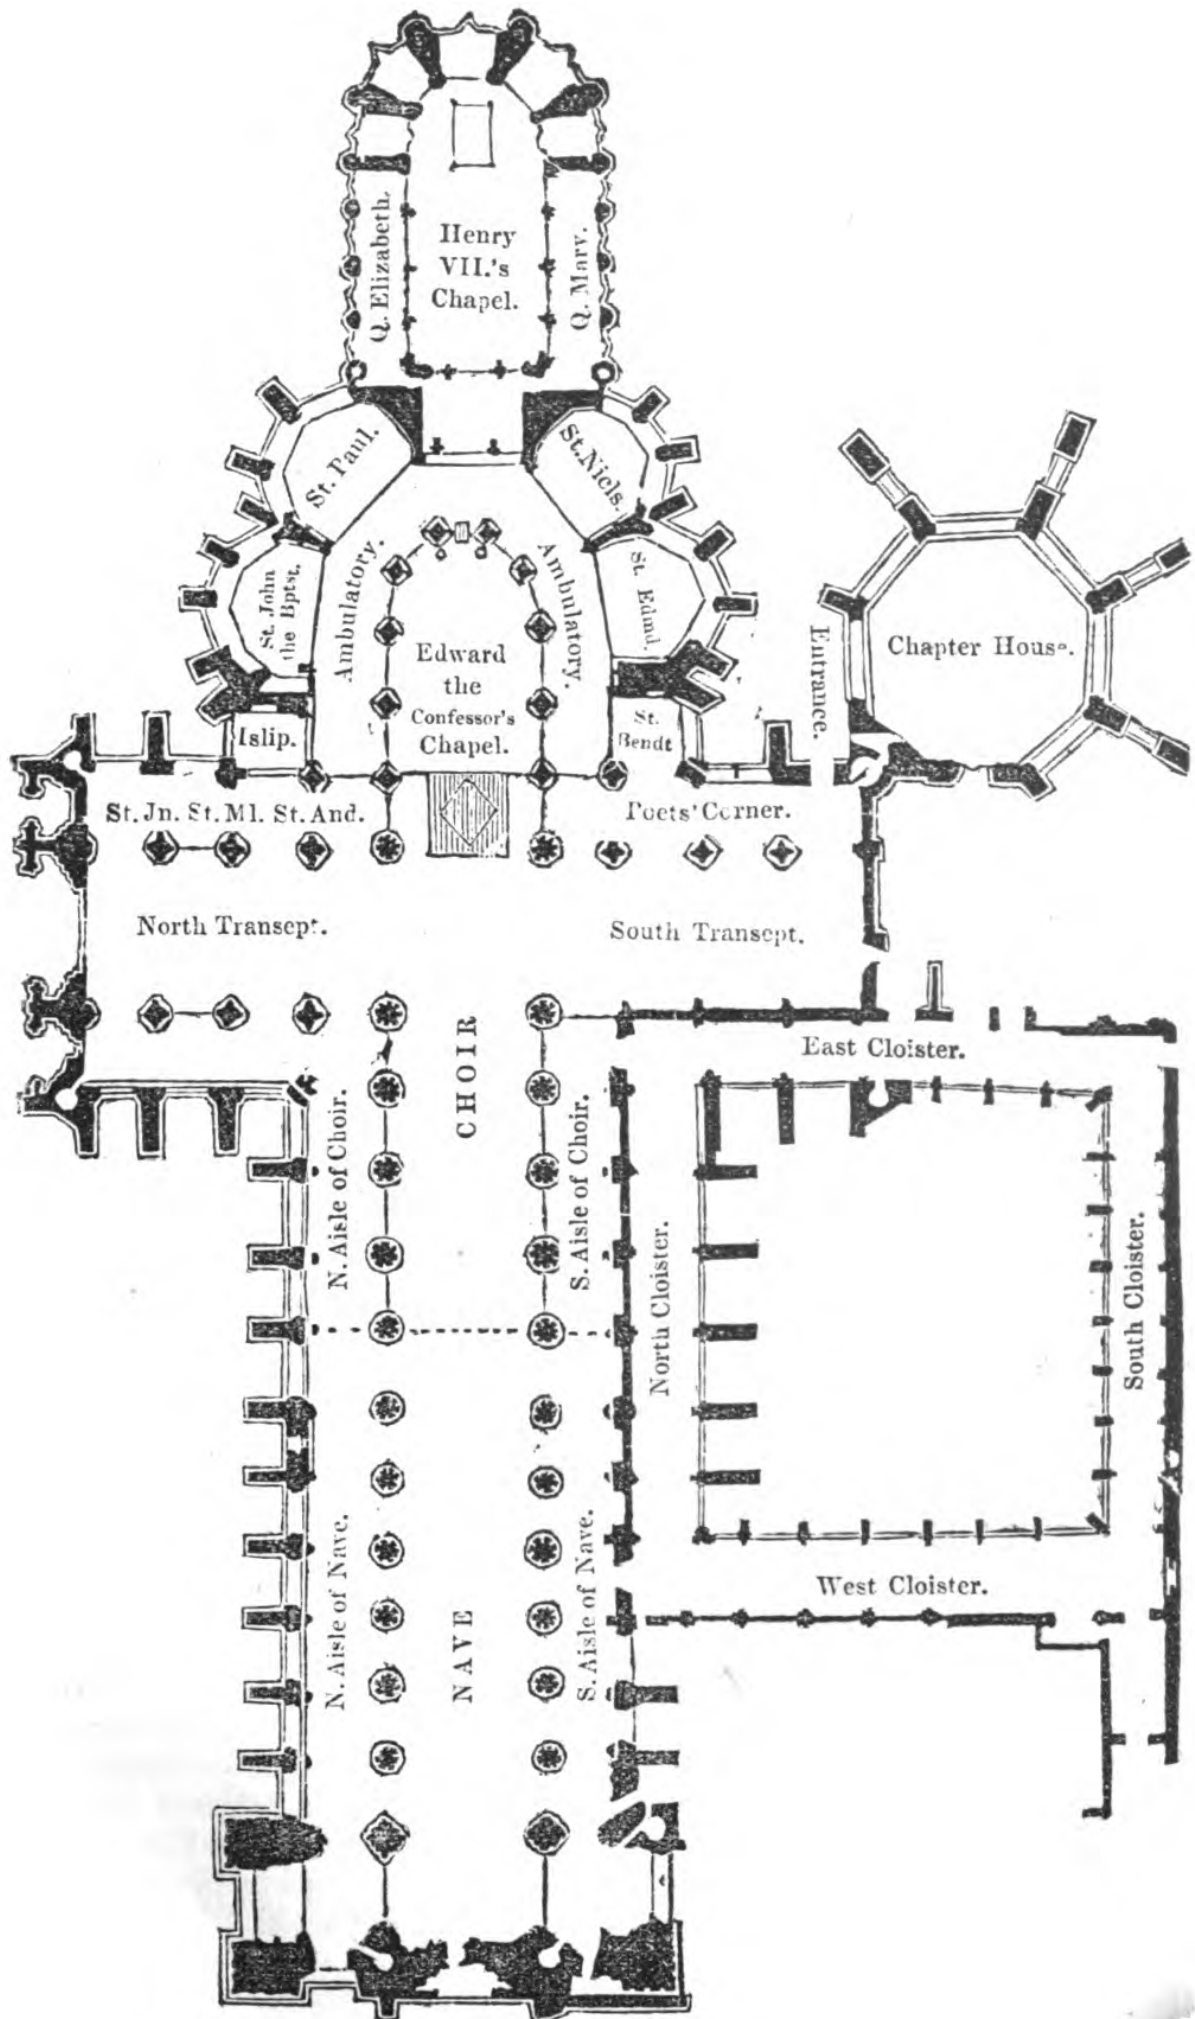 Henry
VII.'s
Chapel.
Q. Elizabeth.
Q. Mary.
St. Paul.
St. Nicls.
Ambulatory.
Ambulatory.
St. John
the Bptst.
St. Edmd.
Edward
the
Confessor's
Chapel.
Islip.
St.
Bendt
Entrance.
Chapter House.
St. Jn. St. Ml. St. And.
Poets' Corner.
North Transept.
South Transept.
CHOIR
East Cloister.
N. Aisle of Choir.
S. Aisle of Choir.
North Cloister.
South Cloister.
West Cloister.
N. Aisle of Nave.
NAVE
S. Aisle of Nave.